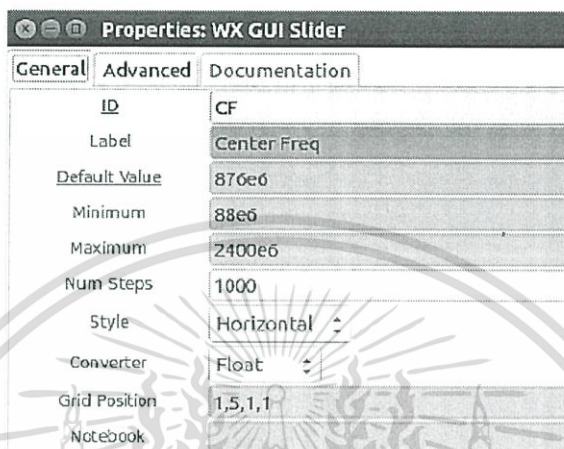 Properties: WX GUI Slider
General Advanced Documentation
ID CF
Label Center Freq
Default Value 876e6
Minimum 88e6
Maximum 2400e6
Num Steps 1000
Style Horizontal
Converter Float
Grid Position 1,5,1,1
Notebook